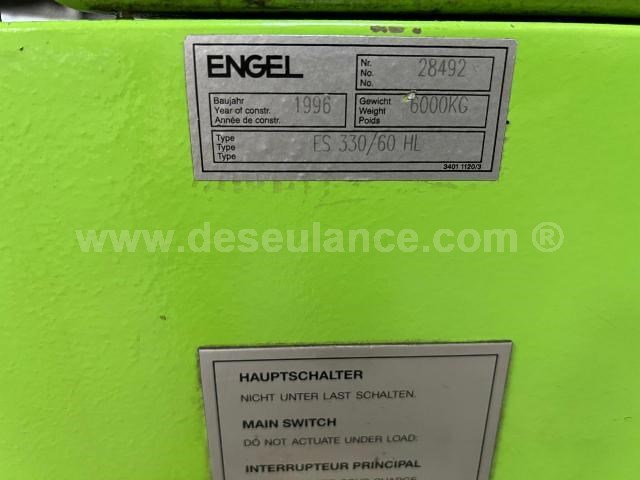 ENGEL
Nr.
No. 28492
No.
Baujahr
Year of constr. 1996
Année de constr.
Gewicht
Weight 6000KG
Poids
Type
Type ES 330/60 HL
Type
3401 1120/3
www.deseulance.com ®
HAUPTSCHALTER
NICHT UNTER LAST SCHALTEN.
MAIN SWITCH
DO NOT ACTUATE UNDER LOAD.
INTERRUPTEUR PRINCIPAL